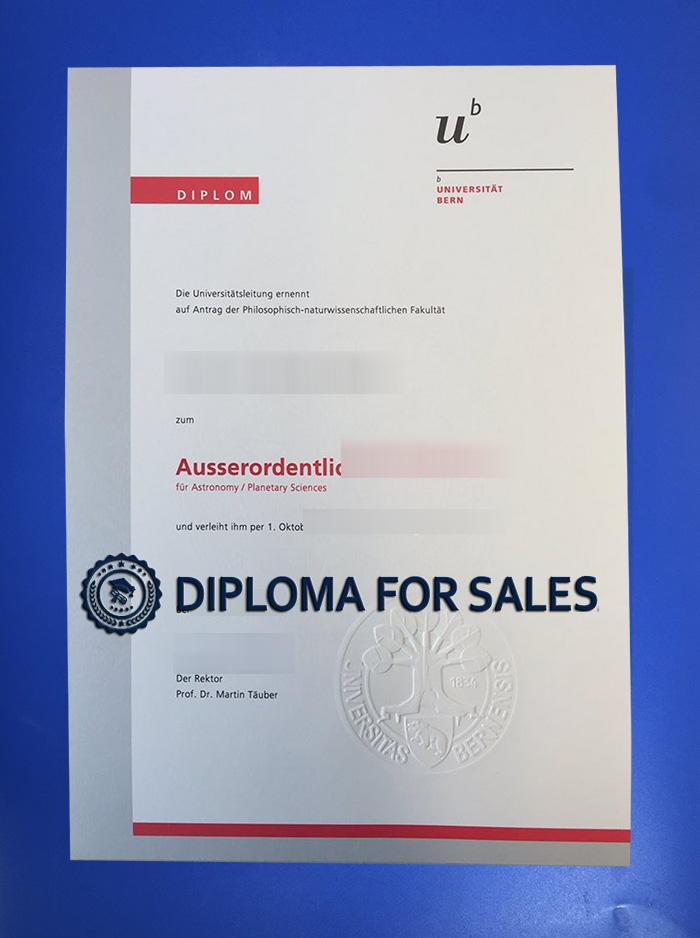 u^b
b
UNIVERSITÄT
BERN
DIPLOM
Die Universitätsleitung ernennt
auf Antrag der Philosophisch-naturwissenschaftlichen Fakultät
zum
Ausserordentlic
für Astronomy / Planetary Sciences
und verleiht ihm per 1. Oktob
DIPLOMA FOR SALES
Der Rektor
Prof. Dr. Martin Täuber
UNIVERSITAS BERNENSIS
1834